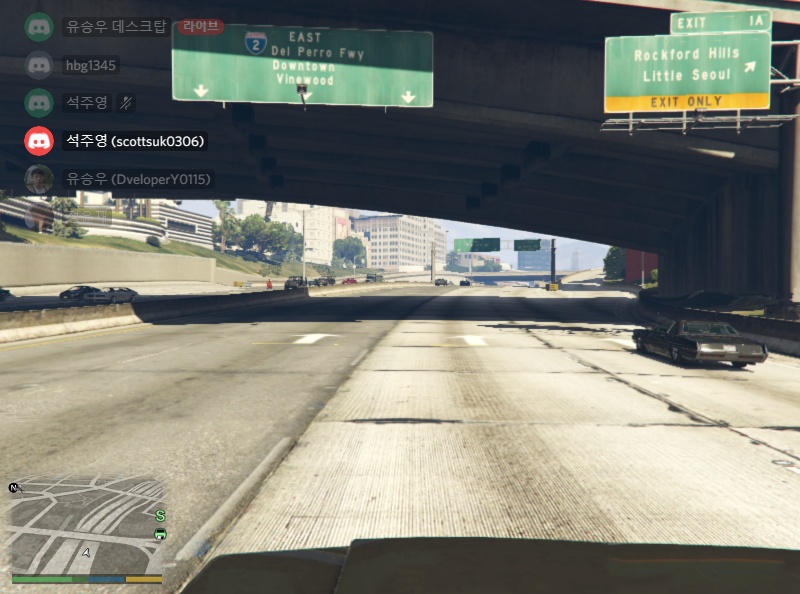 유승우 데스크탑 라이브
hbg1345
석주영
석주영 (scottsuk0306)
유승우 (DveloperY0115)
2
EAST
Del Perro Fwy
Downtown
Vinewood
EXIT 1A
Rockford Hills
Little Seoul
EXIT ONLY
N
S